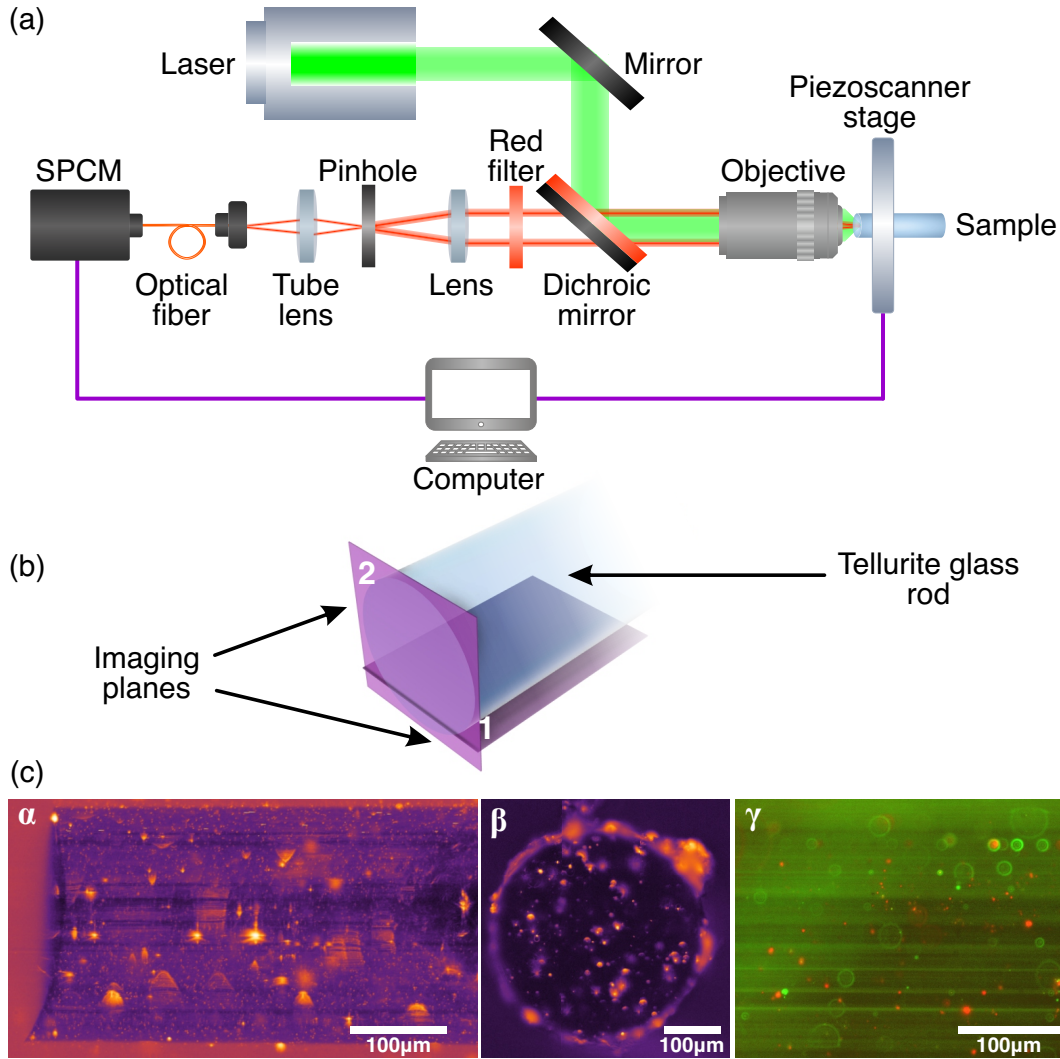 (a)
Laser
Mirror
Piezoscanner
stage
SPCM
Pinhole
Red
filter
Objective
Sample
Optical
fiber
Tube
lens
Lens
Dichroic
mirror
Computer
(b)
2
Tellurite glass
rod
Imaging
planes
1
(c)
α
β
γ
100μm
100μm
100μm